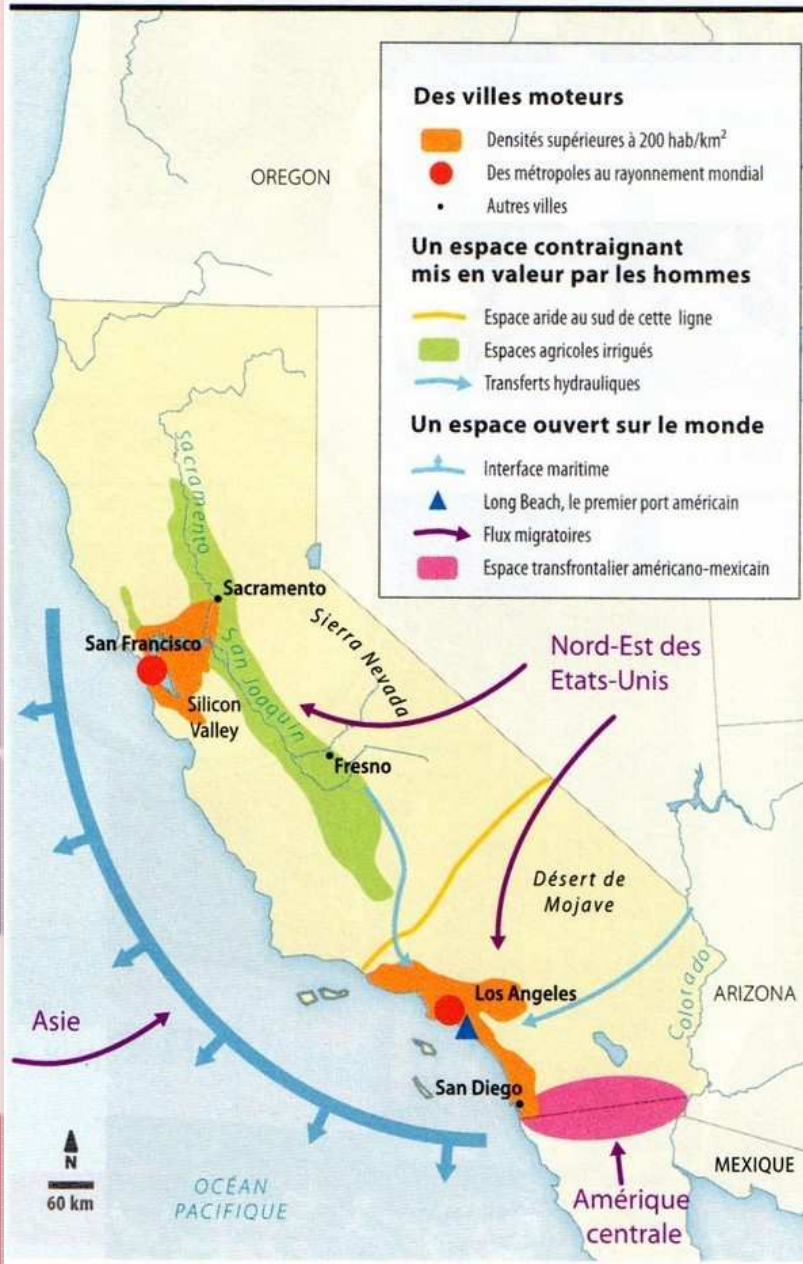 Des villes moteurs
Densités supérieures à 200 hab/km²
Des métropoles au rayonnement mondial
Autres villes
Un espace contraignant
mis en valeur par les hommes
Espace aride au sud de cette ligne
Espaces agricoles irrigués
Transferts hydrauliques
Un espace ouvert sur le monde
Interface maritime
Long Beach, le premier port américain
Flux migratoires
Espace transfrontalier américano-mexicain
OREGON
Sacramento
Sacramento
San Francisco
Silicon
Valley
San Joaquin
Sierra Nevada
Fresno
Nord-Est des
Etats-Unis
Désert de
Mojave
Los Angeles
Colorado
ARIZONA
Asie
San Diego
N
60 km
OCÉAN
PACIFIQUE
MEXIQUE
Amérique
centrale